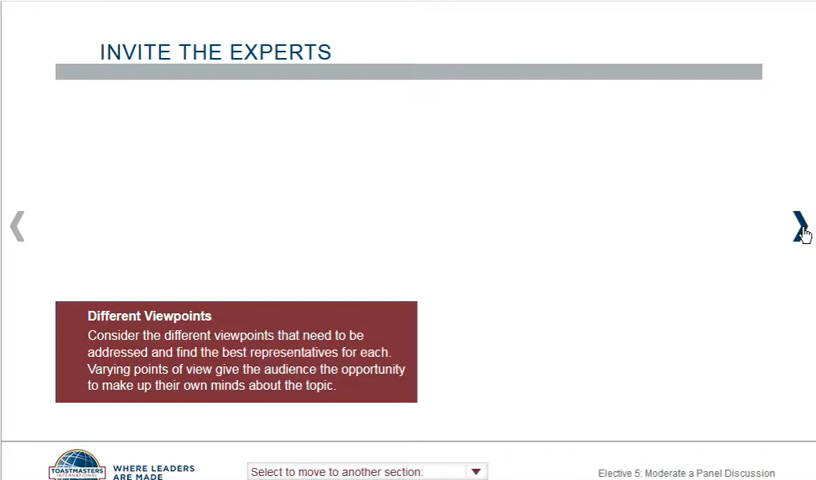 INVITE THE EXPERTS
Different Viewpoints
Consider the different viewpoints that need to be
addressed and find the best representatives for each.
Varying points of view give the audience the opportunity
to make up their own minds about the topic.
TOASTMASTERS
INTERNATIONAL
WHERE LEADERS
ARE MADE
Select to move to another section:
Elective 5: Moderate a Panel Discussion